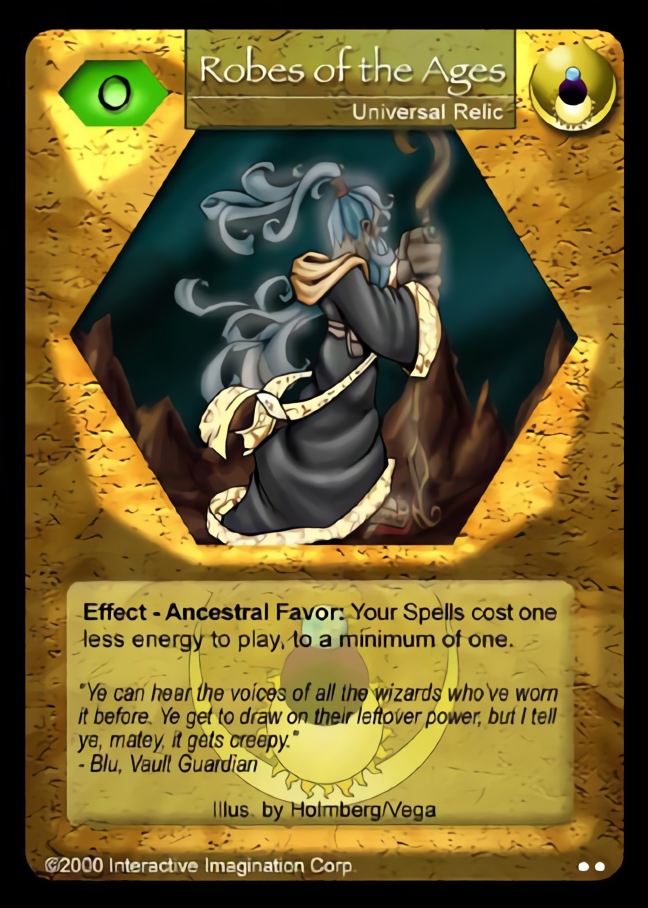 0
Robes of the Ages
Universal Relic
Effect - Ancestral Favor: Your Spells cost one
less energy to play, to a minimum of one.
"Ye can hear the voices of all the wizards who've worn
it before. Ye get to draw on their leftover power, but I tell
ye, matey, it gets creepy."
- Blu, Vault Guardian
Illus. by Holmberg/Vega
©2000 Interactive Imagination Corp.